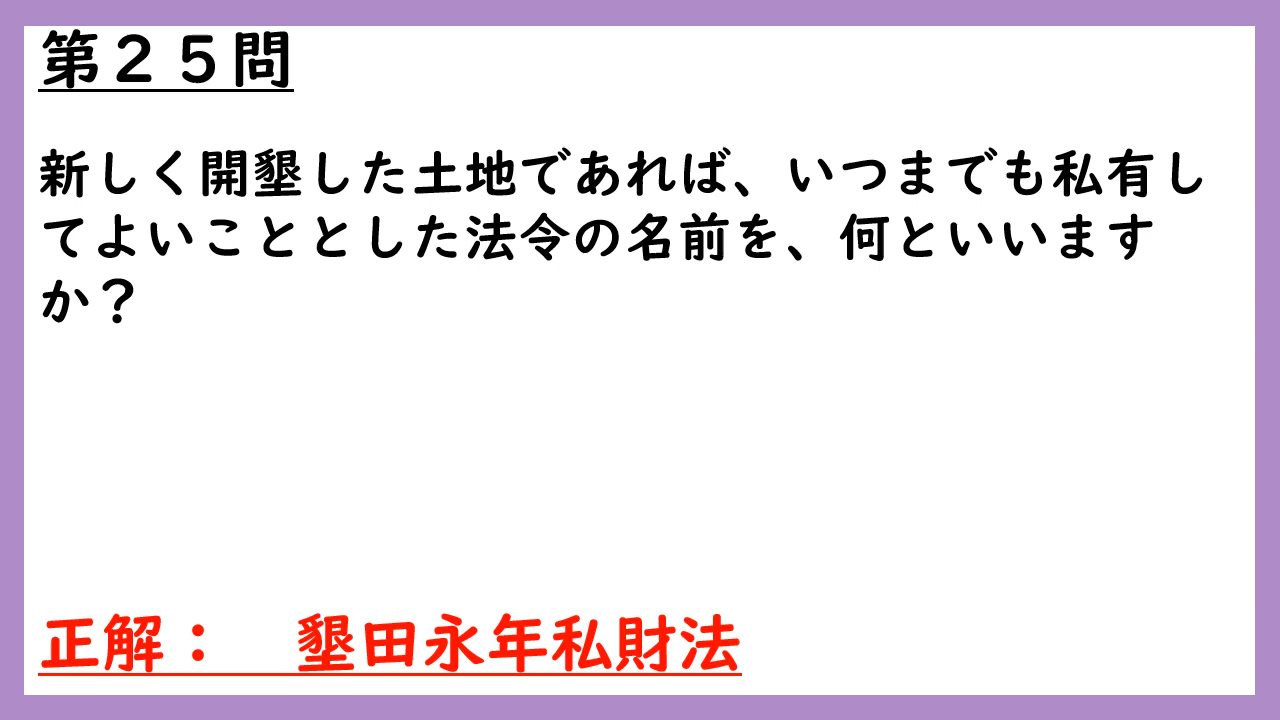 第２５問
新しく開墾した土地であれば、いつまでも私有し
てよいこととした法令の名前を、何といいます
か？
正解：　墾田永年私財法